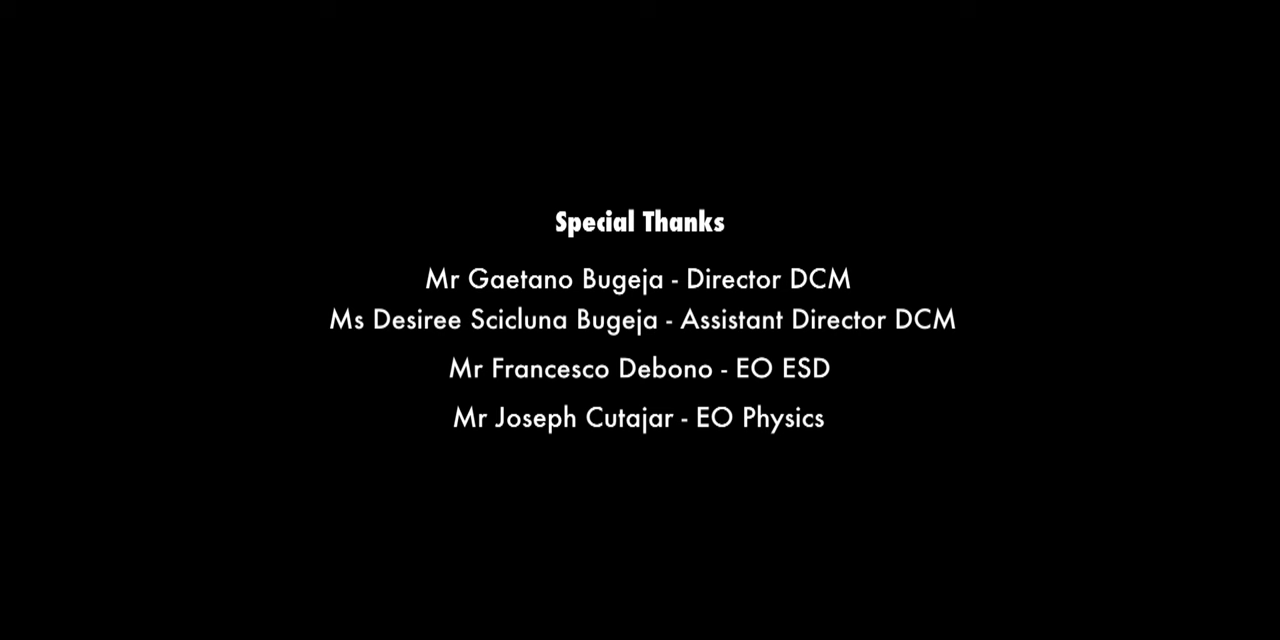 Special Thanks
Mr Gaetano Bugeja - Director DCM
Ms Desiree Scicluna Bugeja - Assistant Director DCM
Mr Francesco Debono - EO ESD
Mr Joseph Cutajar - EO Physics